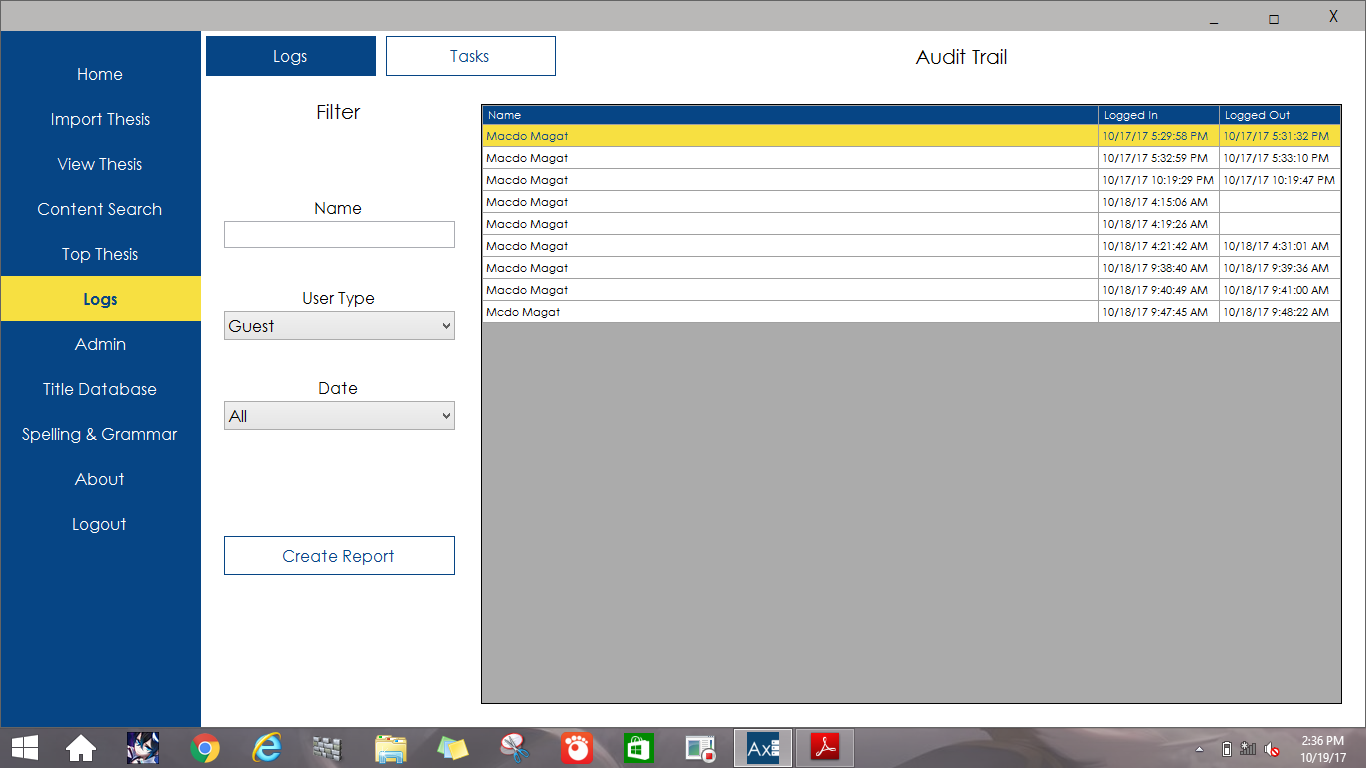 _ □ X
Logs Tasks Audit Trail
Home
Import Thesis
View Thesis
Content Search
Top Thesis
Logs
Admin
Title Database
Spelling & Grammar
About
Logout
Filter
Name
User Type
Guest
Date
All
Create Report
Name Logged In Logged Out
Macdo Magat 10/17/17 5:29:58 PM 10/17/17 5:31:32 PM
Macdo Magat 10/17/17 5:32:59 PM 10/17/17 5:33:10 PM
Macdo Magat 10/17/17 10:19:29 PM 10/17/17 10:19:47 PM
Macdo Magat 10/18/17 4:15:06 AM
Macdo Magat 10/18/17 4:19:26 AM
Macdo Magat 10/18/17 4:21:42 AM 10/18/17 4:31:01 AM
Macdo Magat 10/18/17 9:38:40 AM 10/18/17 9:39:36 AM
Macdo Magat 10/18/17 9:40:49 AM 10/18/17 9:41:00 AM
Mcdo Magat 10/18/17 9:47:45 AM 10/18/17 9:48:22 AM
Ax
2:36 PM
10/19/17